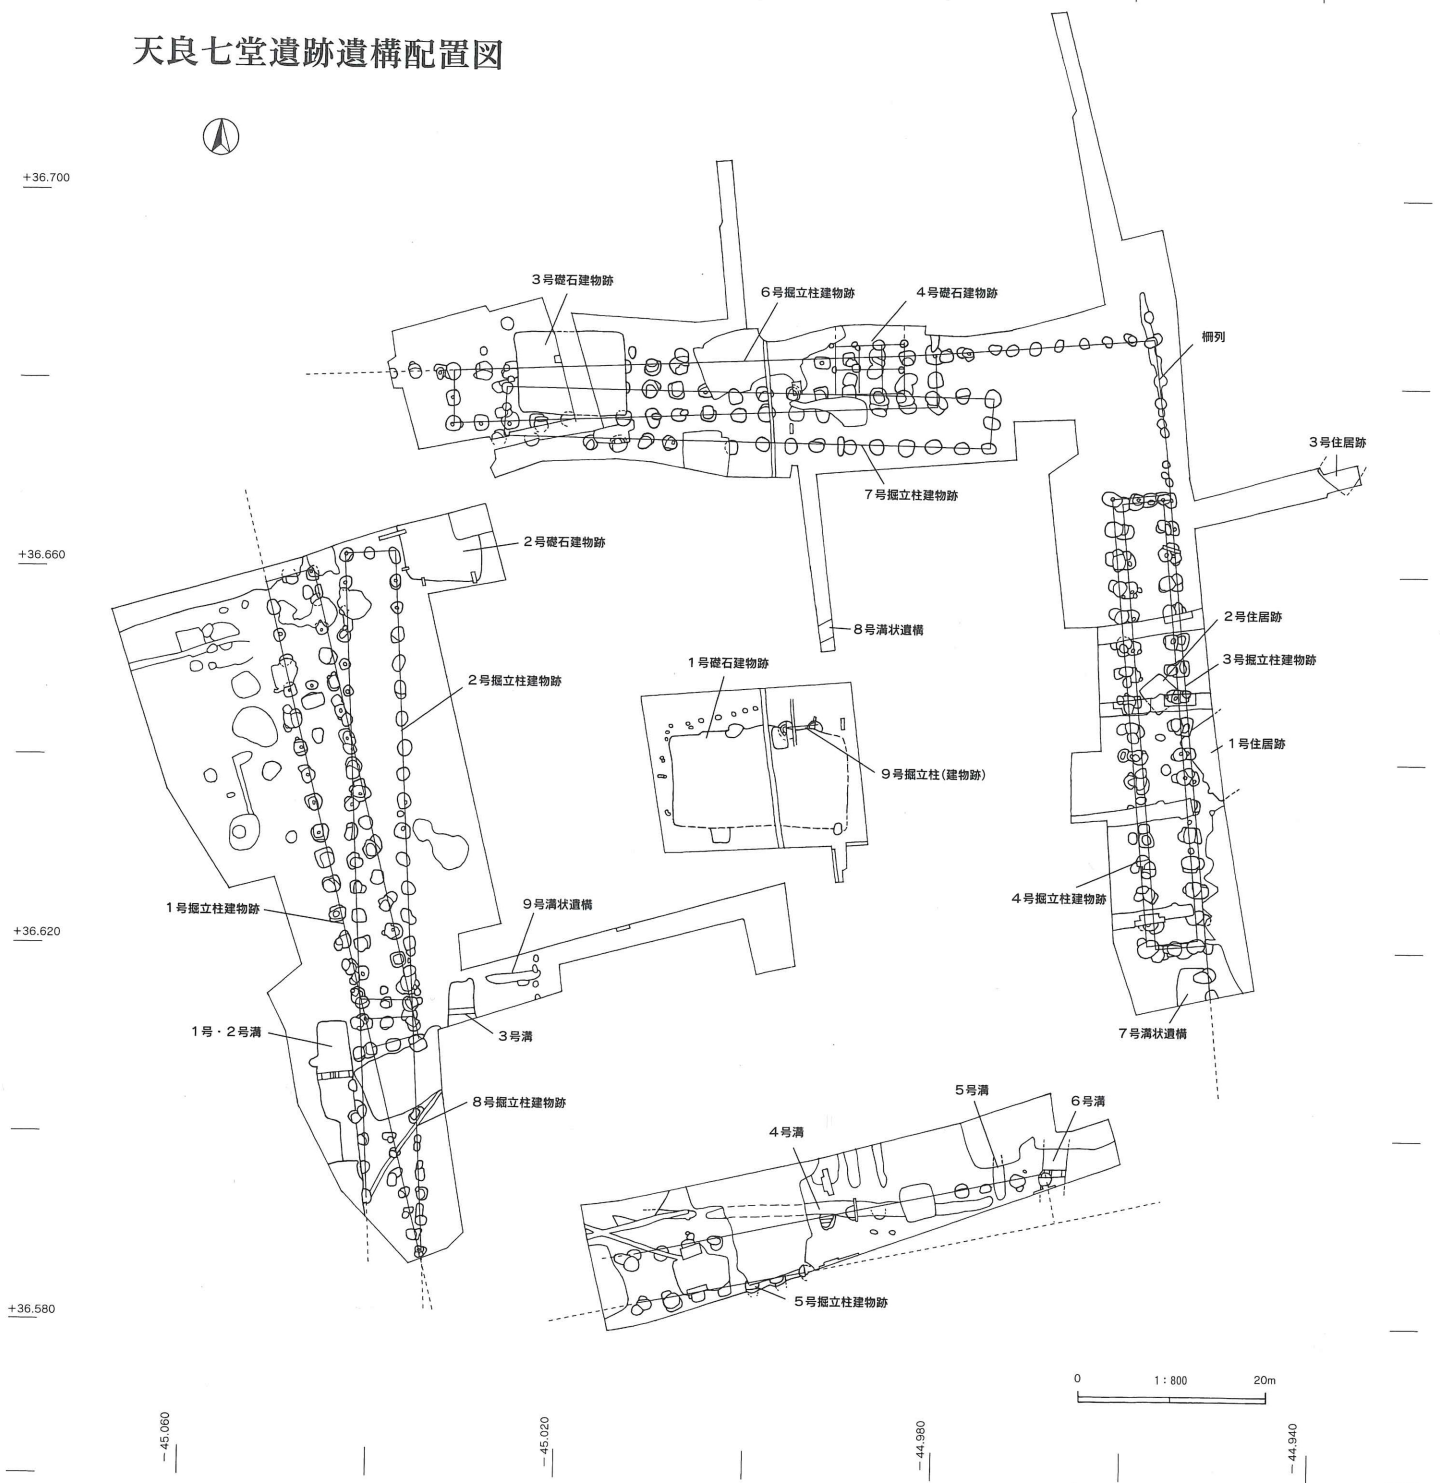 天良七堂遺跡遺構配置図
+36.700
3号礎石建物跡
6号掘立柱建物跡
4号礎石建物跡
柵列
3号住居跡
7号掘立柱建物跡
+36.660
2号礎石建物跡
2号住居跡
8号溝状遺構
3号掘立柱建物跡
1号礎石建物跡
2号掘立柱建物跡
1号住居跡
9号掘立柱(建物跡)
4号掘立柱建物跡
9号溝状遺構
1号掘立柱建物跡
+36.620
1号・2号溝
3号溝
7号溝状遺構
5号溝
6号溝
8号掘立柱建物跡
4号溝
5号掘立柱建物跡
+36.580
0 1:800 20m
-45.060
-45.020
-44.980
-44.940